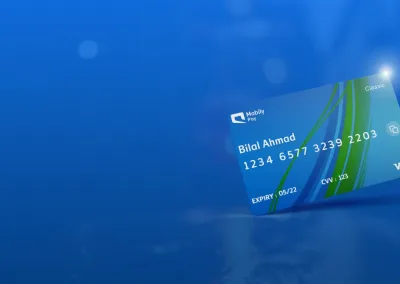 Mobily
Pay
Classic
Bilal Ahmad
1234 6577 3239 2203
EXPIRY : 05/22
CVV : 123